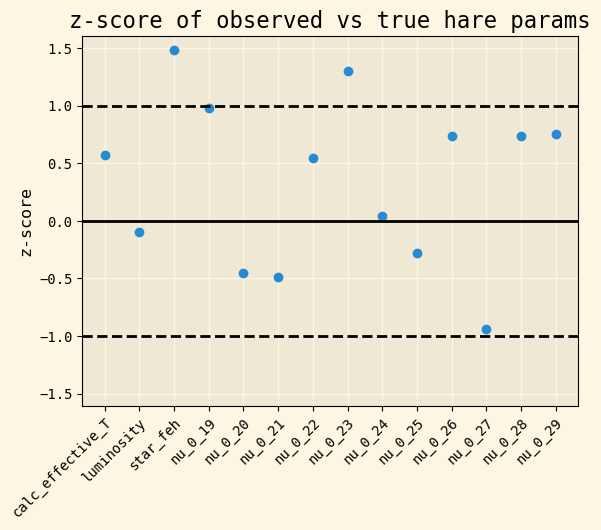 z-score of observed vs true hare params
z-score
1.5
1.0
0.5
0.0
−0.5
−1.0
−1.5
calc_effective_T
luminosity
star_feh
nu_0_19
nu_0_20
nu_0_21
nu_0_22
nu_0_23
nu_0_24
nu_0_25
nu_0_26
nu_0_27
nu_0_28
nu_0_29